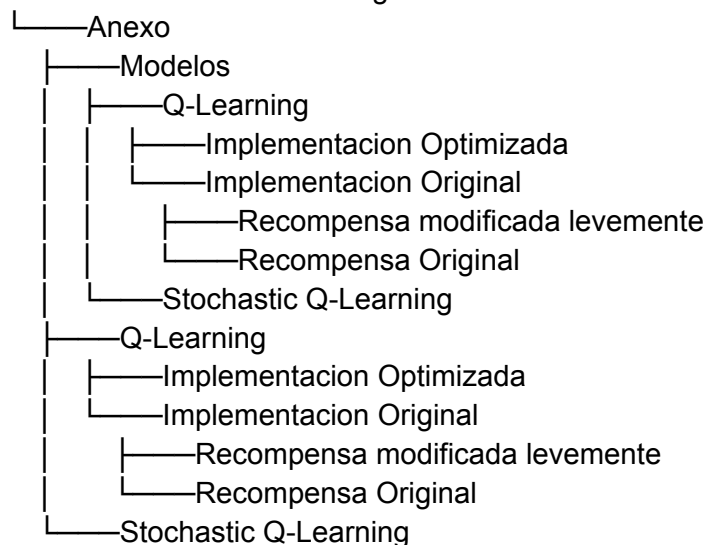 Anexo
Modelos
Q-Learning
Implementacion Optimizada
Implementacion Original
Recompensa modificada levemente
Recompensa Original
Stochastic Q-Learning
Q-Learning
Implementacion Optimizada
Implementacion Original
Recompensa modificada levemente
Recompensa Original
Stochastic Q-Learning